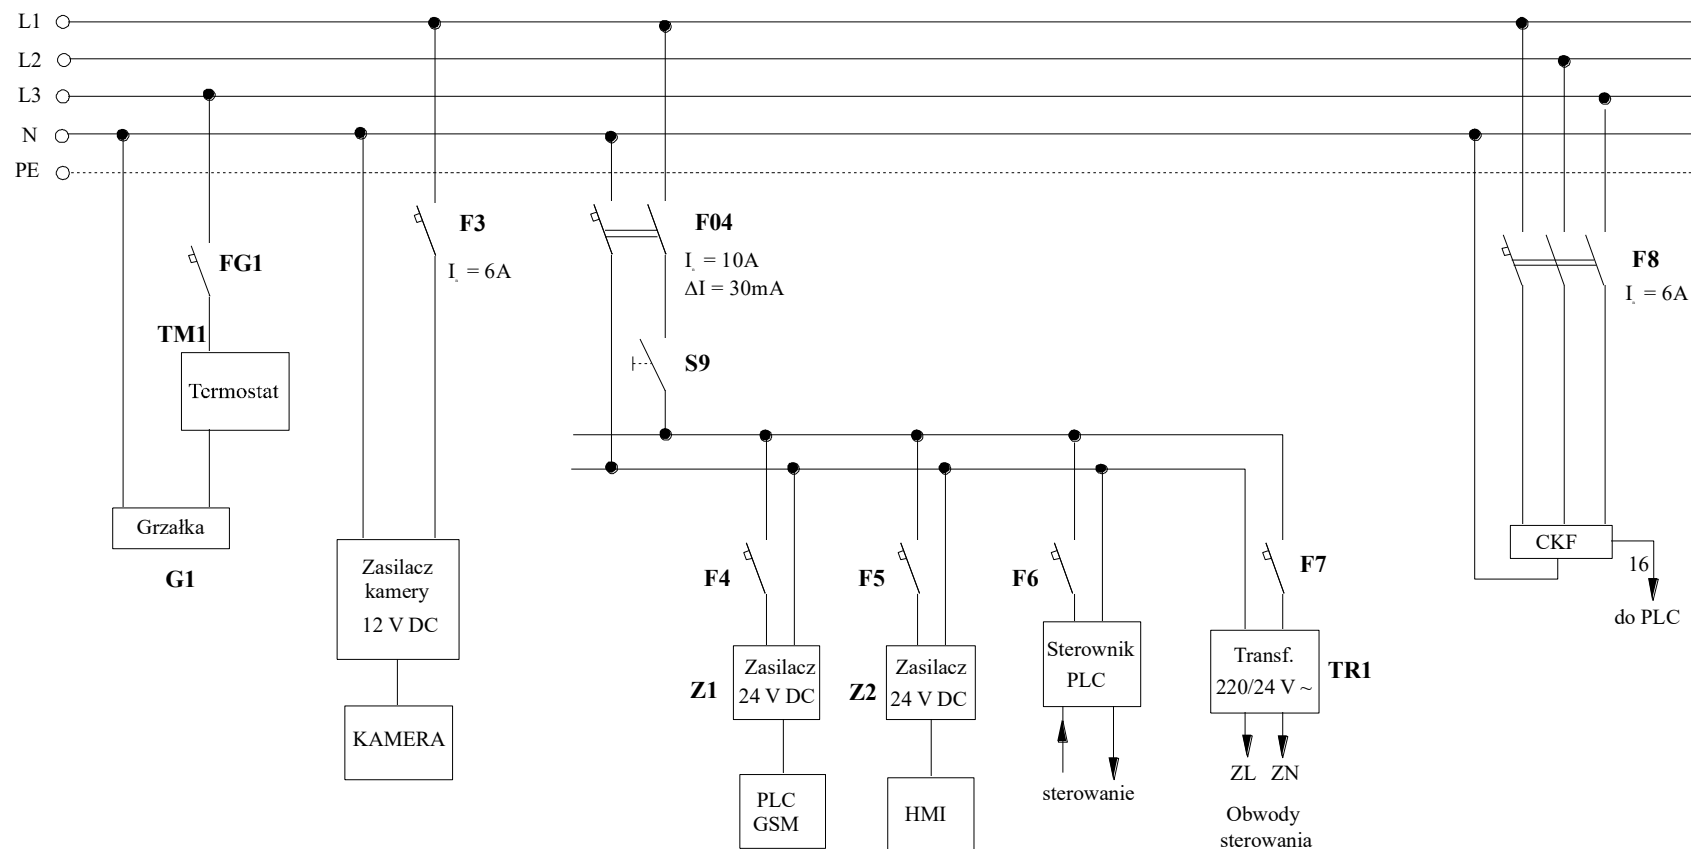 L1
L2
L3
N
PE
FG1
TM1
Termostat
Grzałka
G1
F3
I = 6A
Zasilacz
kamery
12 V DC
KAMERA
F04
I = 10A
ΔI = 30mA
S9
F4
F5
F6
F7
Z1
Zasilacz
24 V DC
PLC
GSM
Z2
Zasilacz
24 V DC
HMI
Sterownik
PLC
sterowanie
Transf.
220/24 V ~
TR1
ZL ZN
Obwody
sterowania
F8
I = 6A
CKF
16
do PLC